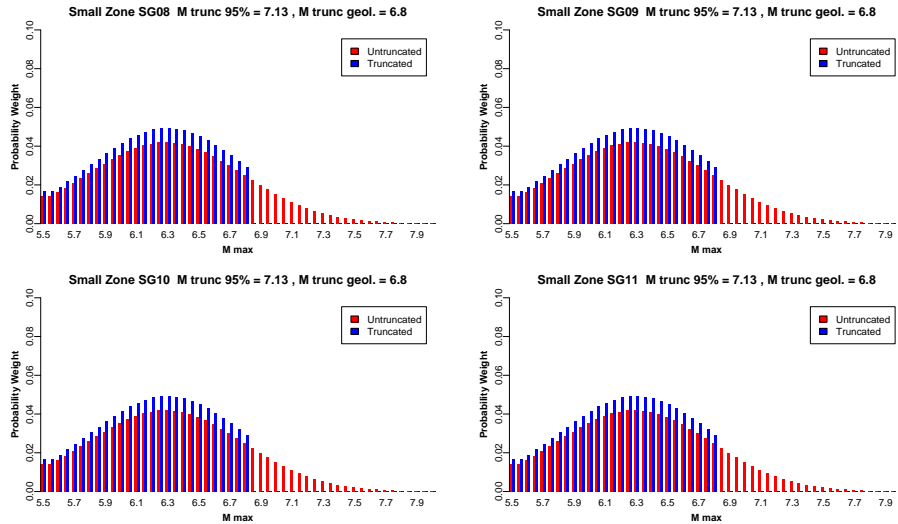 Small Zone SG08 M trunc 95% = 7.13 , M trunc geol. = 6.8
Probability Weight
0.00 0.02 0.04 0.06 0.08 0.10
Untruncated
Truncated
5.5 5.7 5.9 6.1 6.3 6.5 6.7 6.9 7.1 7.3 7.5 7.7 7.9
M max
Small Zone SG09 M trunc 95% = 7.13 , M trunc geol. = 6.8
Probability Weight
0.00 0.02 0.04 0.06 0.08 0.10
Untruncated
Truncated
5.5 5.7 5.9 6.1 6.3 6.5 6.7 6.9 7.1 7.3 7.5 7.7 7.9
M max
Small Zone SG10 M trunc 95% = 7.13 , M trunc geol. = 6.8
Probability Weight
0.00 0.02 0.04 0.06 0.08 0.10
Untruncated
Truncated
5.5 5.7 5.9 6.1 6.3 6.5 6.7 6.9 7.1 7.3 7.5 7.7 7.9
M max
Small Zone SG11 M trunc 95% = 7.13 , M trunc geol. = 6.8
Probability Weight
0.00 0.02 0.04 0.06 0.08 0.10
Untruncated
Truncated
5.5 5.7 5.9 6.1 6.3 6.5 6.7 6.9 7.1 7.3 7.5 7.7 7.9
M max